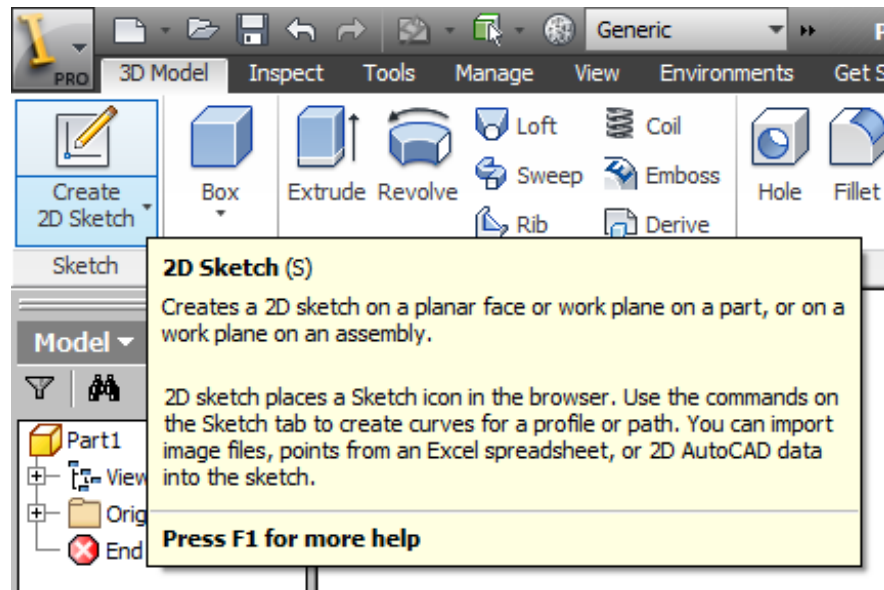 Generic
P
PRO
3D Model
Inspect
Tools
Manage
View
Environments
Get S
Create
2D Sketch
Box
Extrude
Revolve
Loft
Sweep
Rib
Coil
Emboss
Derive
Hole
Fillet
Sketch
2D Sketch (S)
Creates a 2D sketch on a planar face or work plane on a part, or on a
work plane on an assembly.
2D sketch places a Sketch icon in the browser. Use the commands on
the Sketch tab to create curves for a profile or path. You can import
image files, points from an Excel spreadsheet, or 2D AutoCAD data
into the sketch.
Press F1 for more help
Model
Part1
View
Orig
End